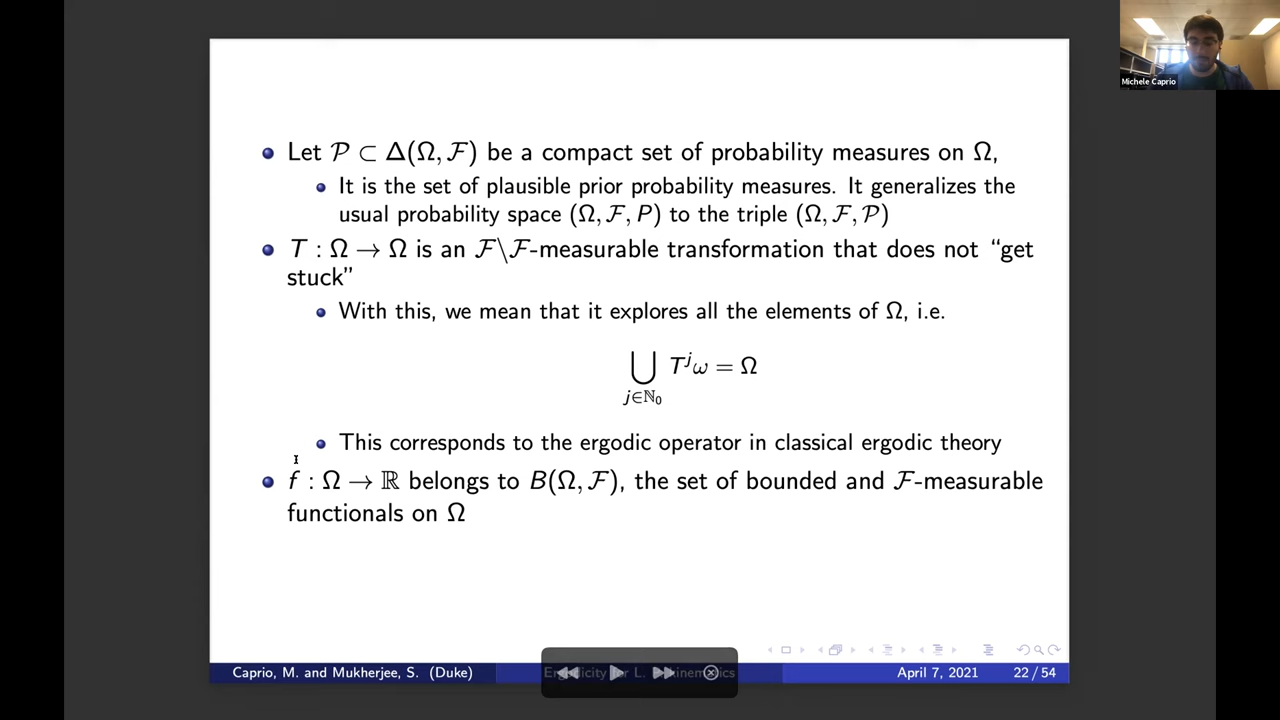 Michele Caprio
Let 𝒫 ⊂ Δ(Ω, ℱ) be a compact set of probability measures on Ω,
It is the set of plausible prior probability measures. It generalizes the
usual probability space (Ω, ℱ, P) to the triple (Ω, ℱ, 𝒫)
T : Ω → Ω is an ℱ\ℱ-measurable transformation that does not “get
stuck”
With this, we mean that it explores all the elements of Ω, i.e.
⋃ T^j ω = Ω
j∈ℕ₀
This corresponds to the ergodic operator in classical ergodic theory
f : Ω → ℝ belongs to B(Ω, ℱ), the set of bounded and ℱ-measurable
functionals on Ω
Caprio, M. and Mukherjee, S. (Duke)
April 7, 2021
22 / 54